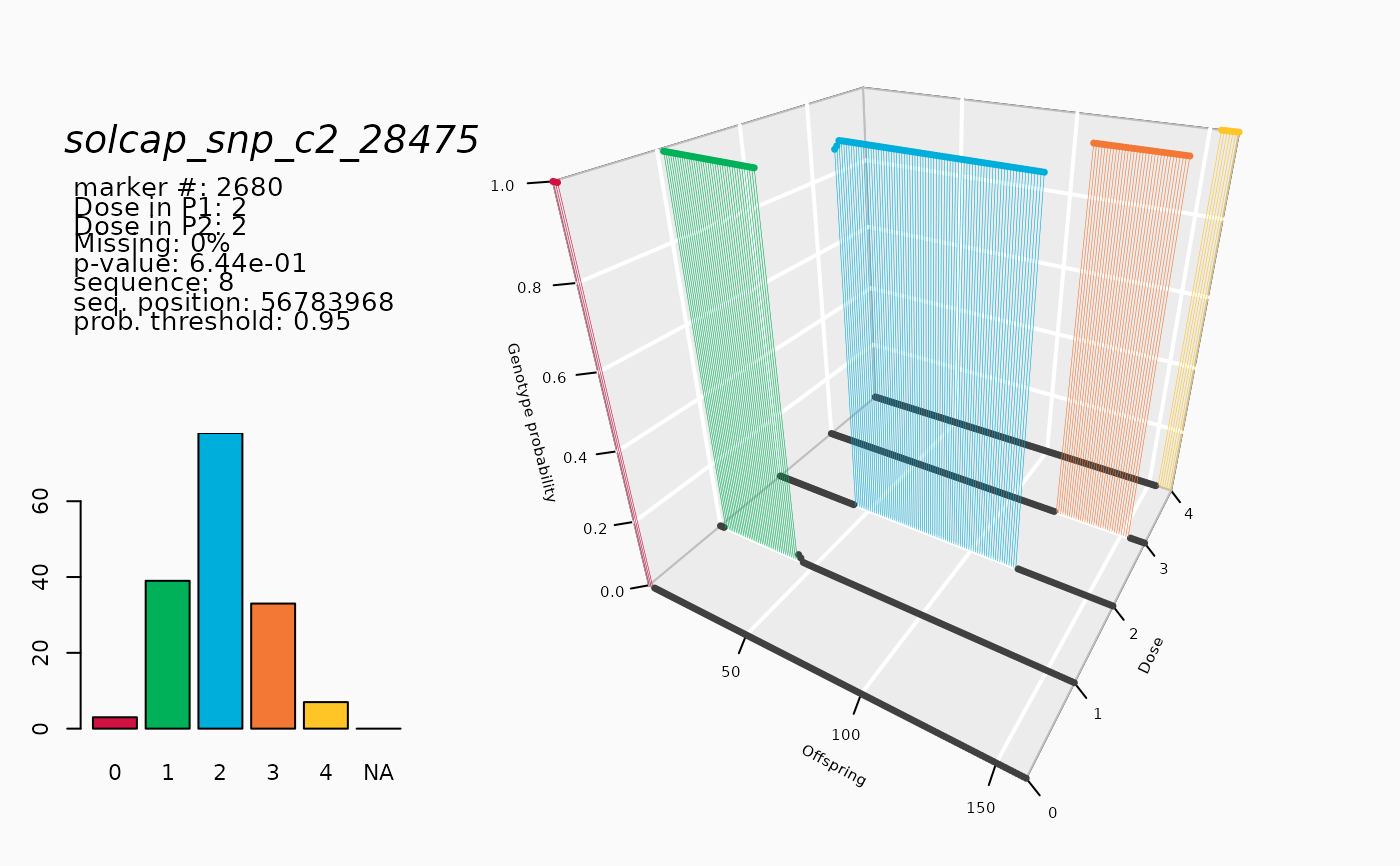 solcap_snp_c2_28475
marker #: 2680
Dose in P1: 2
Dose in P2: 2
Missing: 0%
p-value: 6.44e-01
sequence: 8
seq. position: 56783968
prob. threshold: 0.95
60
40
20
0
0 1 2 3 4 NA
1.0
0.8
0.6
0.4
0.2
0.0
Genotype probability
50
100
150
Offspring
0
1
2
3
4
Dose